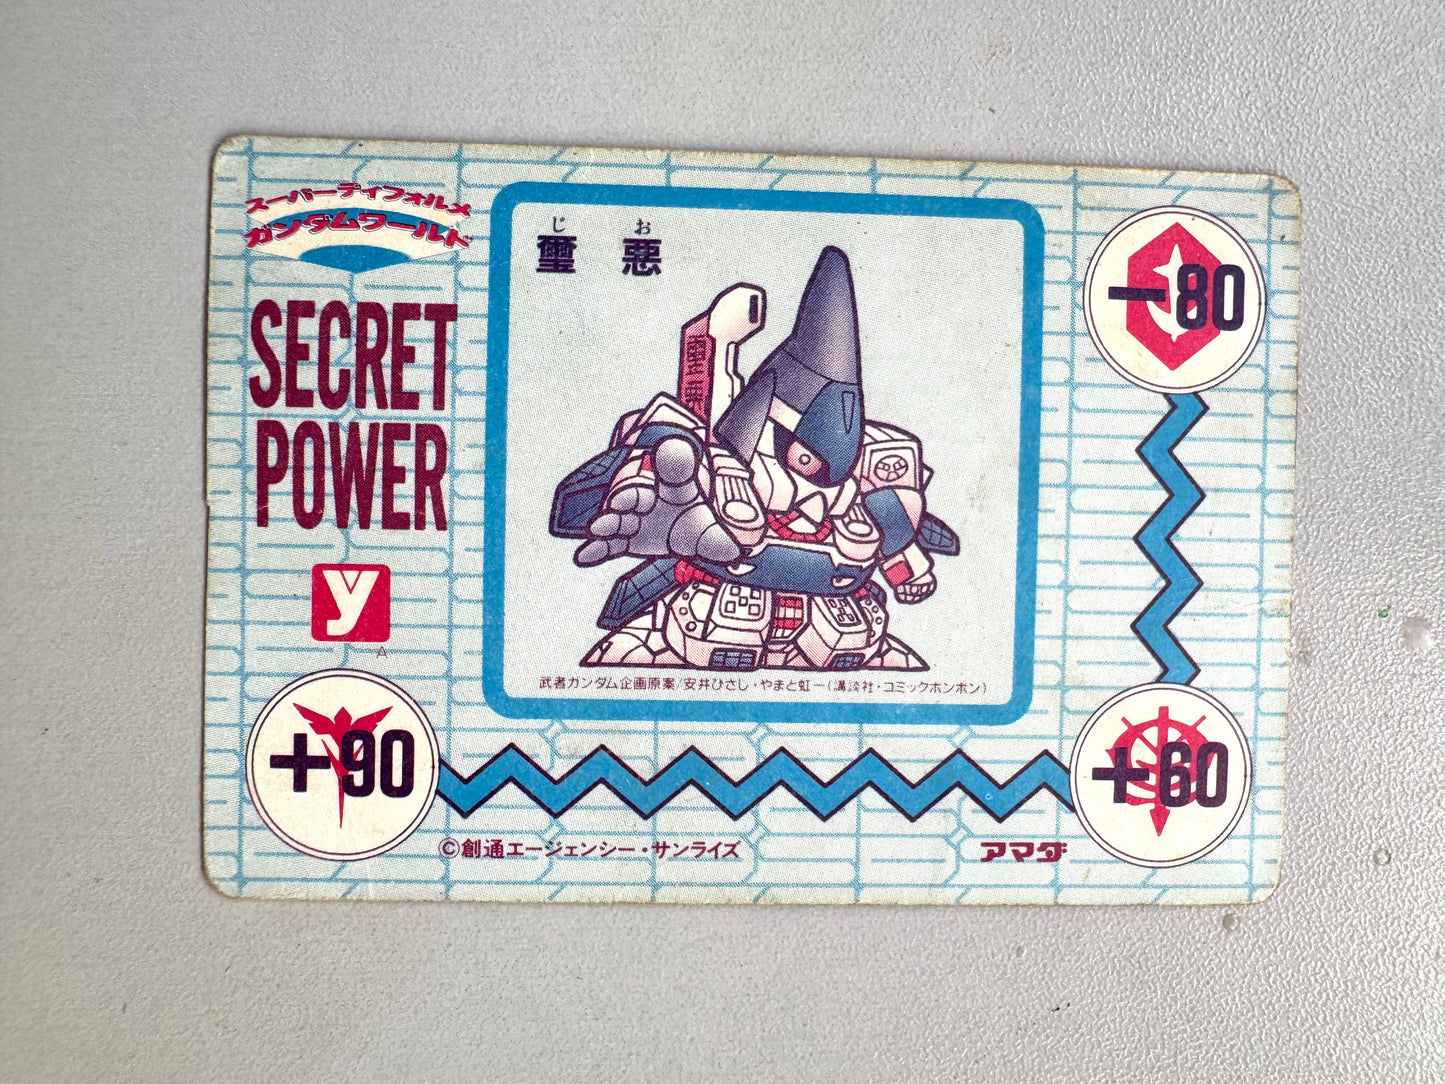 スーパーディフォルメ
ガンダムワールド
SECRET
POWER
y
じ お
璽 悪
武者ガンダム企画原案/安井ひさし・やまと虹一(講談社・コミックボンボン)
−80
+90
+60
©創通エージェンシー・サンライズ
アマダ